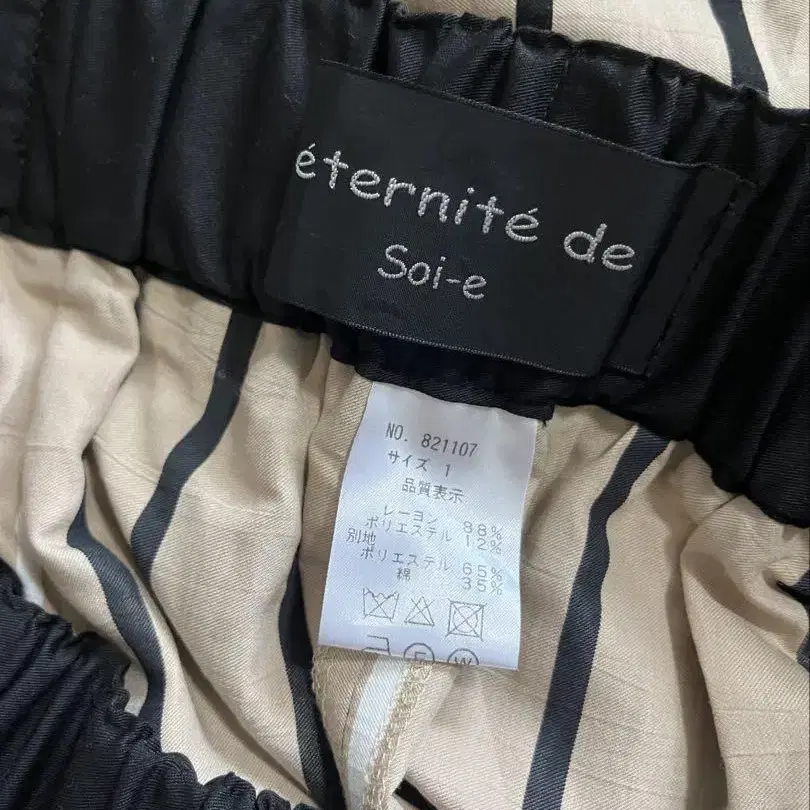 éternité de
Soi-e
NO. 821107
サイズ 1
品質表示
レーヨン 88%
ポリエステル 12%
別地
ポリエステル 65%
綿 35%